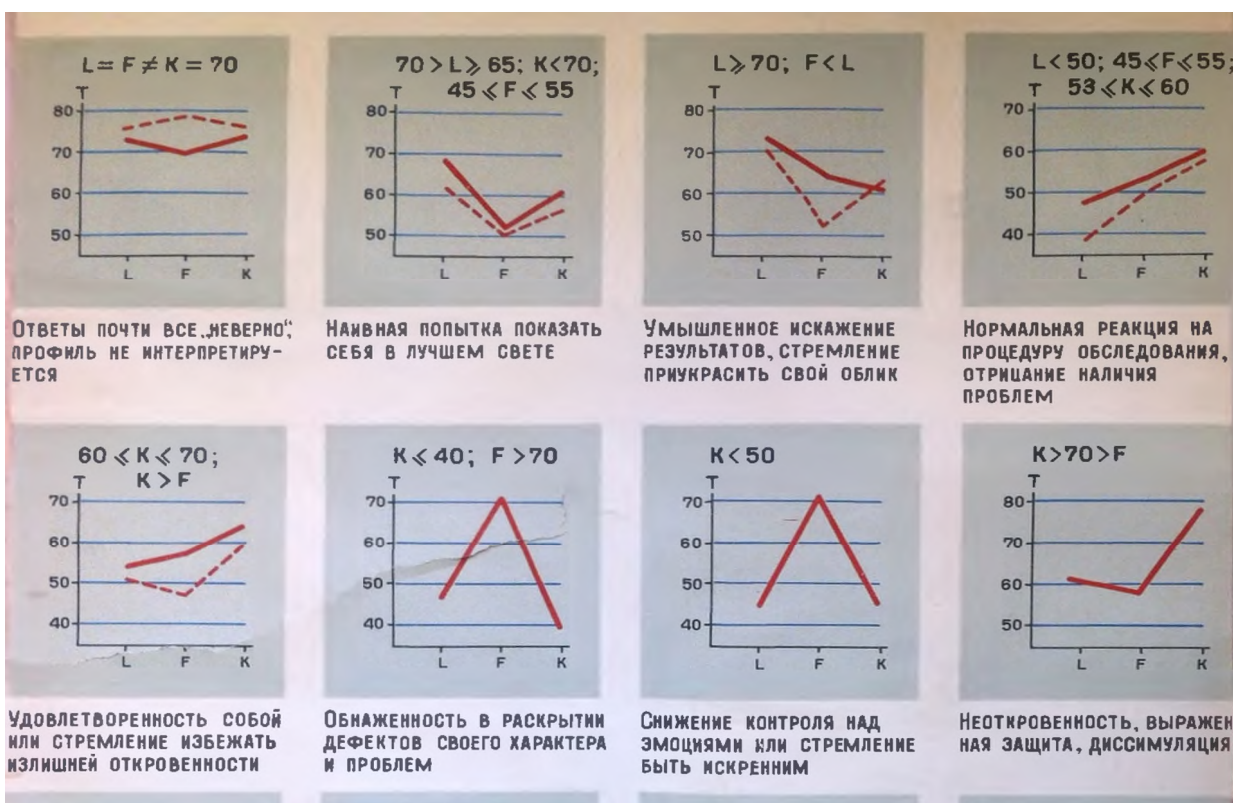 L = F ≠ K = 70
70 > L ⩾ 65; K<70;
45 ⩽ F ⩽ 55
L ⩾ 70; F < L
L < 50; 45⩽F⩽55;
53 ⩽K⩽ 60
T
80
70
60
50
L F K
T
80
70
60
50
L F K
T
80
70
60
50
L F K
T
70
60
50
40
L F K
Ответы почти все „неверно“,
профиль не интерпретиру-
ется
Наивная попытка показать
себя в лучшем свете
Умышленное искажение
результатов, стремление
приукрасить свой облик
Нормальная реакция на
процедуру обследования,
отрицание наличия
проблем
60 ⩽ K ⩽ 70;
K > F
K ⩽ 40; F > 70
K < 50
K > 70 > F
T
70
60
50
40
L F K
T
70
60
50
40
L F K
T
70
60
50
40
L F K
T
80
70
60
50
L F K
Удовлетворенность собой
или стремление избежать
излишней откровенности
Обнаженность в раскрытии
дефектов своего характера
и проблем
Снижение контроля над
эмоциями или стремление
быть искренним
Неоткровенность, выражен
ная защита, диссимуляция